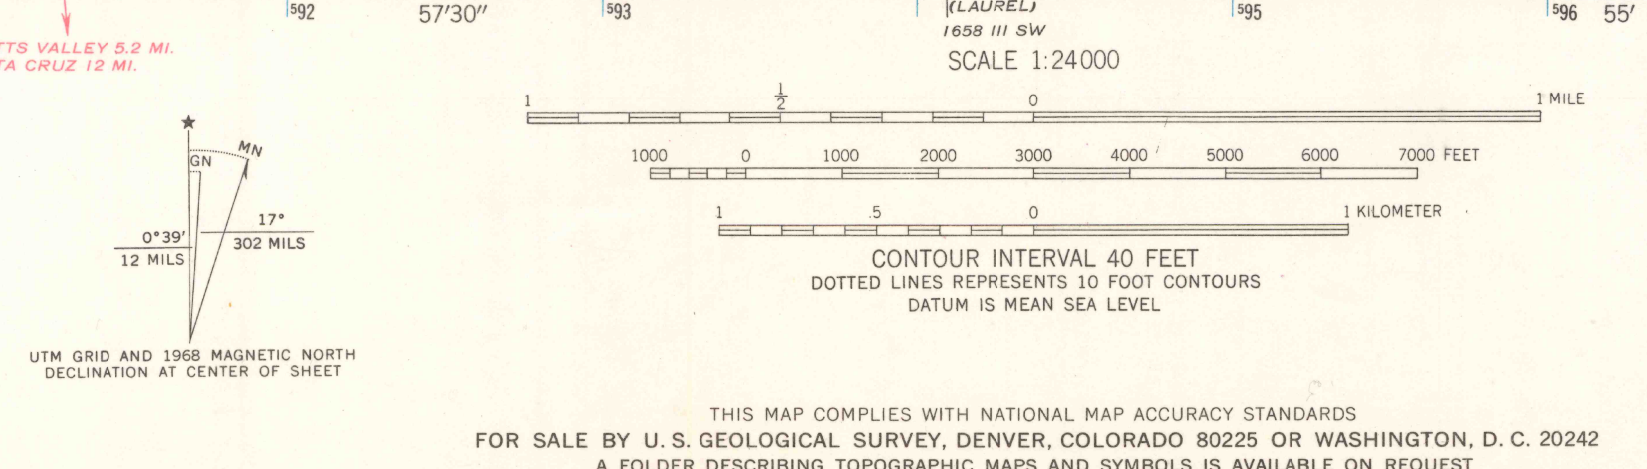 592 57'30" 593 (LAUREL) 595 596 55'
1658 III SW
TTS VALLEY 5.2 MI.
TA CRUZ 12 MI.
SCALE 1:24000
1 1/2 0 1 MILE
1000 0 1000 2000 3000 4000 5000 6000 7000 FEET
1 .5 0 1 KILOMETER
★
GN MN
0°39'
12 MILS
17°
302 MILS
UTM GRID AND 1968 MAGNETIC NORTH
DECLINATION AT CENTER OF SHEET
CONTOUR INTERVAL 40 FEET
DOTTED LINES REPRESENTS 10 FOOT CONTOURS
DATUM IS MEAN SEA LEVEL
THIS MAP COMPLIES WITH NATIONAL MAP ACCURACY STANDARDS
FOR SALE BY U. S. GEOLOGICAL SURVEY, DENVER, COLORADO 80225 OR WASHINGTON, D. C. 20242
A FOLDER DESCRIBING TOPOGRAPHIC MAPS AND SYMBOLS IS AVAILABLE ON REQUEST